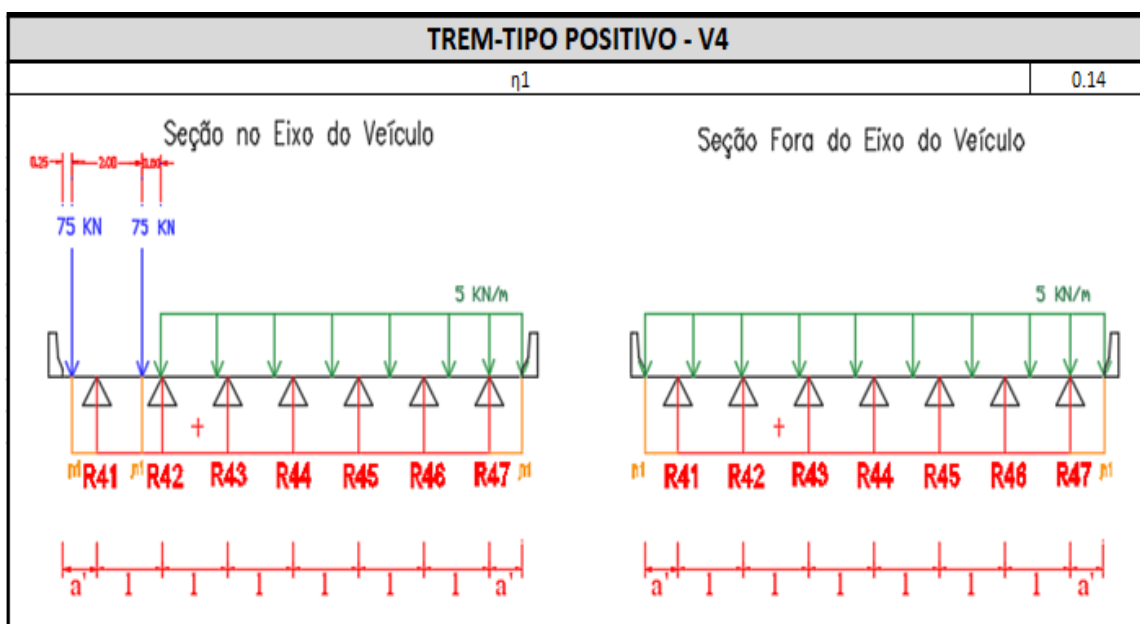 TREM-TIPO POSITIVO - V4
η1 0.14
Seção no Eixo do Veículo
Seção Fora do Eixo do Veículo
0.25 2.00 0.50
75 KN 75 KN
5 KN/m 5 KN/m
+ +
η1 R41 η1 R42 R43 R44 R45 R46 R47 η1
η1 R41 R42 R43 R44 R45 R46 R47 η1
a' 1 1 1 1 1 1 a'
a' 1 1 1 1 1 1 a'